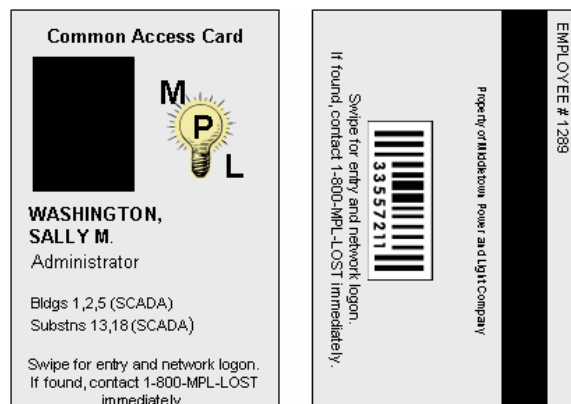 Common Access Card
M
P
L
WASHINGTON,
SALLY M.
Administrator
Bldgs 1,2,5 (SCADA)
Substns 13,18 (SCADA)
Swipe for entry and network logon.
If found, contact 1-800-MPL-LOST
immediately.
EMPLOYEE # 1289
Property of Middletown Power and Light Company
33557211
Swipe for entry and network logon.
If found, contact 1-800-MPL-LOST immediately.